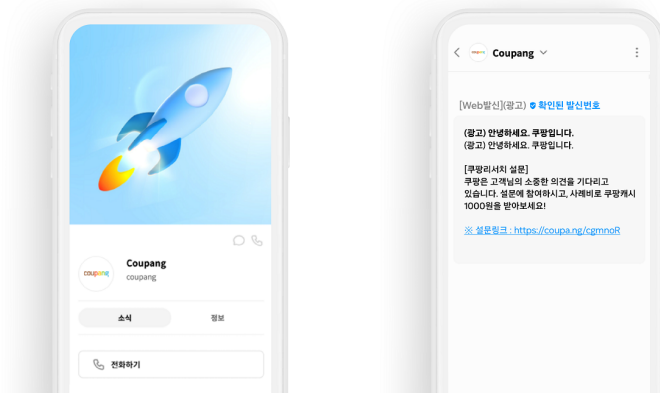 coupang
Coupang
coupang
소식
정보
전화하기
Coupang
[Web발신](광고) 확인된 발신번호
(광고) 안녕하세요. 쿠팡입니다.
(광고) 안녕하세요. 쿠팡입니다.
[쿠팡리서치 설문]
쿠팡은 고객님의 소중한 의견을 기다리고
있습니다. 설문에 참여하시고, 사례비로 쿠팡캐시
1000원을 받아보세요!
※ 설문링크 : https://coupa.ng/cgmnoR